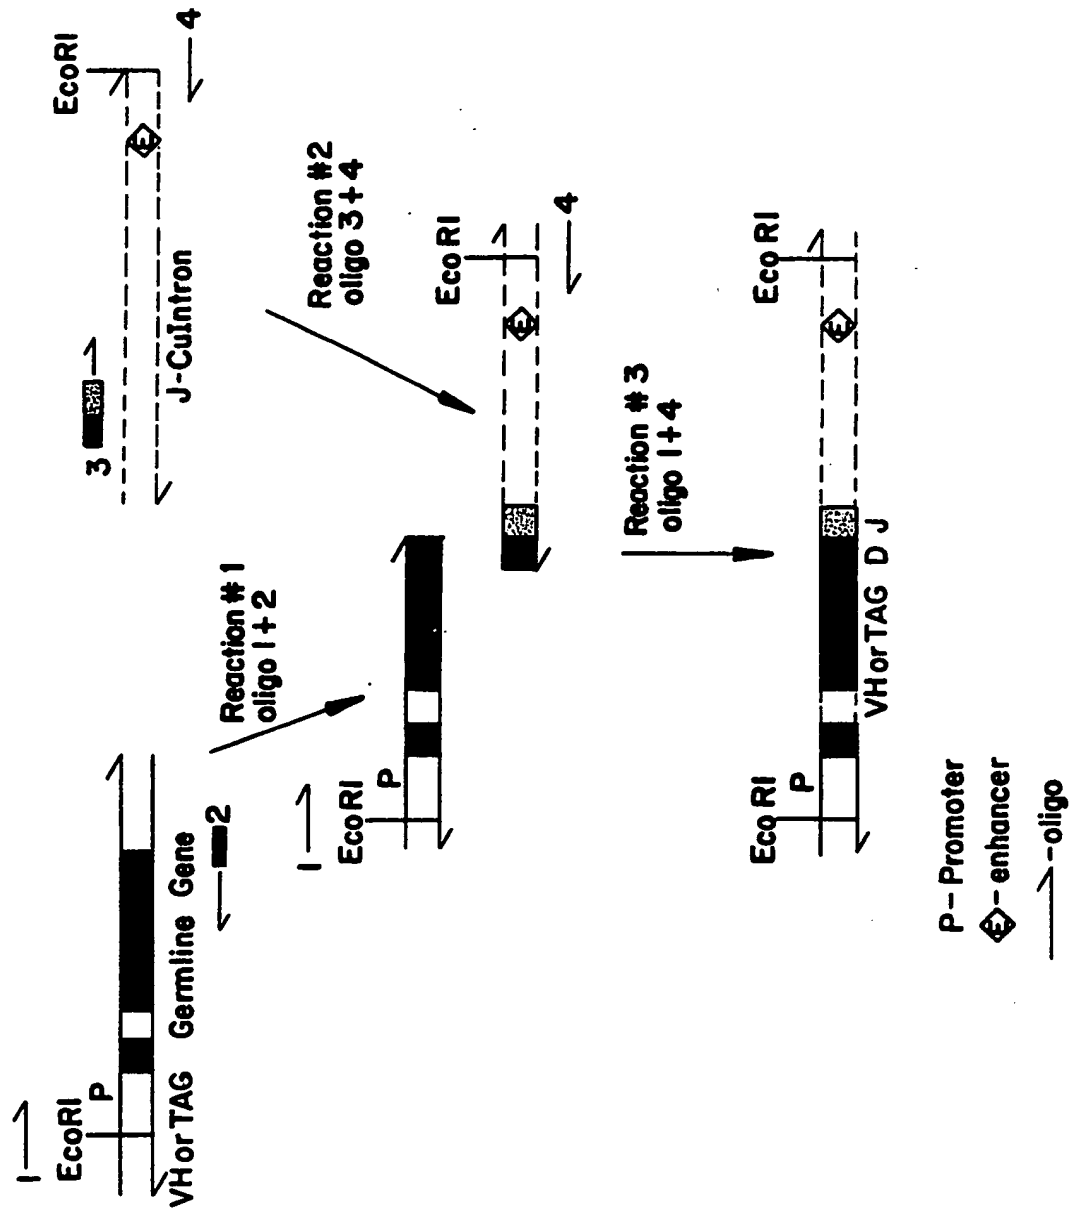 1
EcoRI
P
VHorTAG Germline Gene
2
3
EcoRI
E
J-CuIntron
4
Reaction #1
oligo 1+2
Reaction #2
oligo 3+4
1
EcoRI
P
EcoRI
E
4
Reaction #3
oligo 1+4
EcoRI
P
EcoRI
E
VHorTAG D J
P-Promoter
E-enhancer
-oligo